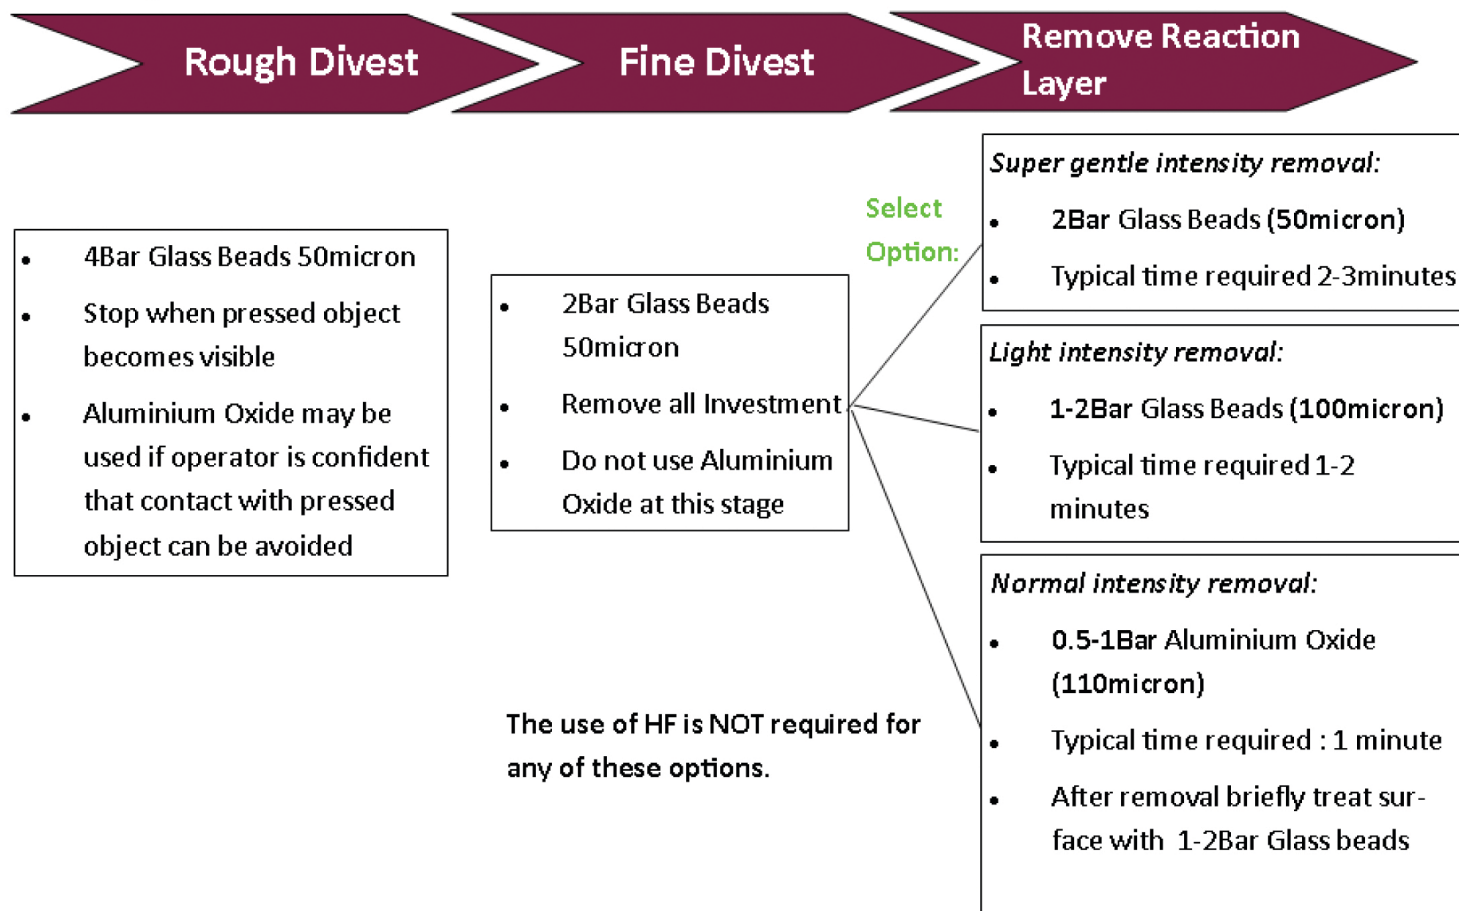 Rough Divest
Fine Divest
Remove Reaction
Layer
• 4Bar Glass Beads 50micron
• Stop when pressed object
becomes visible
• Aluminium Oxide may be
used if operator is confident
that contact with pressed
object can be avoided
• 2Bar Glass Beads
50micron
• Remove all Investment
• Do not use Aluminium
Oxide at this stage
The use of HF is NOT required for
any of these options.
Select
Option:
Super gentle intensity removal:
• 2Bar Glass Beads (50micron)
• Typical time required 2-3minutes
Light intensity removal:
• 1-2Bar Glass Beads (100micron)
• Typical time required 1-2
minutes
Normal intensity removal:
• 0.5-1Bar Aluminium Oxide
(110micron)
• Typical time required : 1 minute
• After removal briefly treat sur-
face with 1-2Bar Glass beads